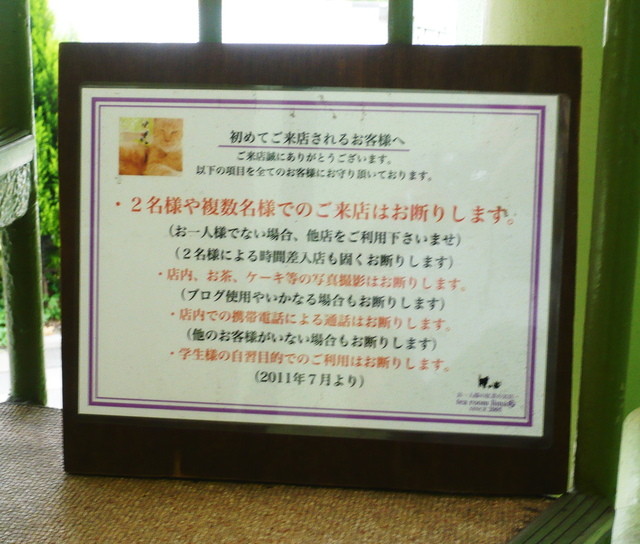 初めてご来店されるお客様へ
ご来店誠にありがとうございます。
以下の項目を全てのお客様にお守り頂いております。
・２名様や複数名様でのご来店はお断りします。
(お一人様でない場合、他店をご利用下さいませ)
(２名様による時間差入店も固くお断りします)
・店内、お茶、ケーキ等の写真撮影はお断りします。
(ブログ使用やいかなる場合もお断りします)
・店内での携帯電話による通話はお断りします。
(他のお客様がいない場合もお断りします)
・学生様の自習目的でのご利用はお断りします。
(2011年７月より)
tea room
since 2005